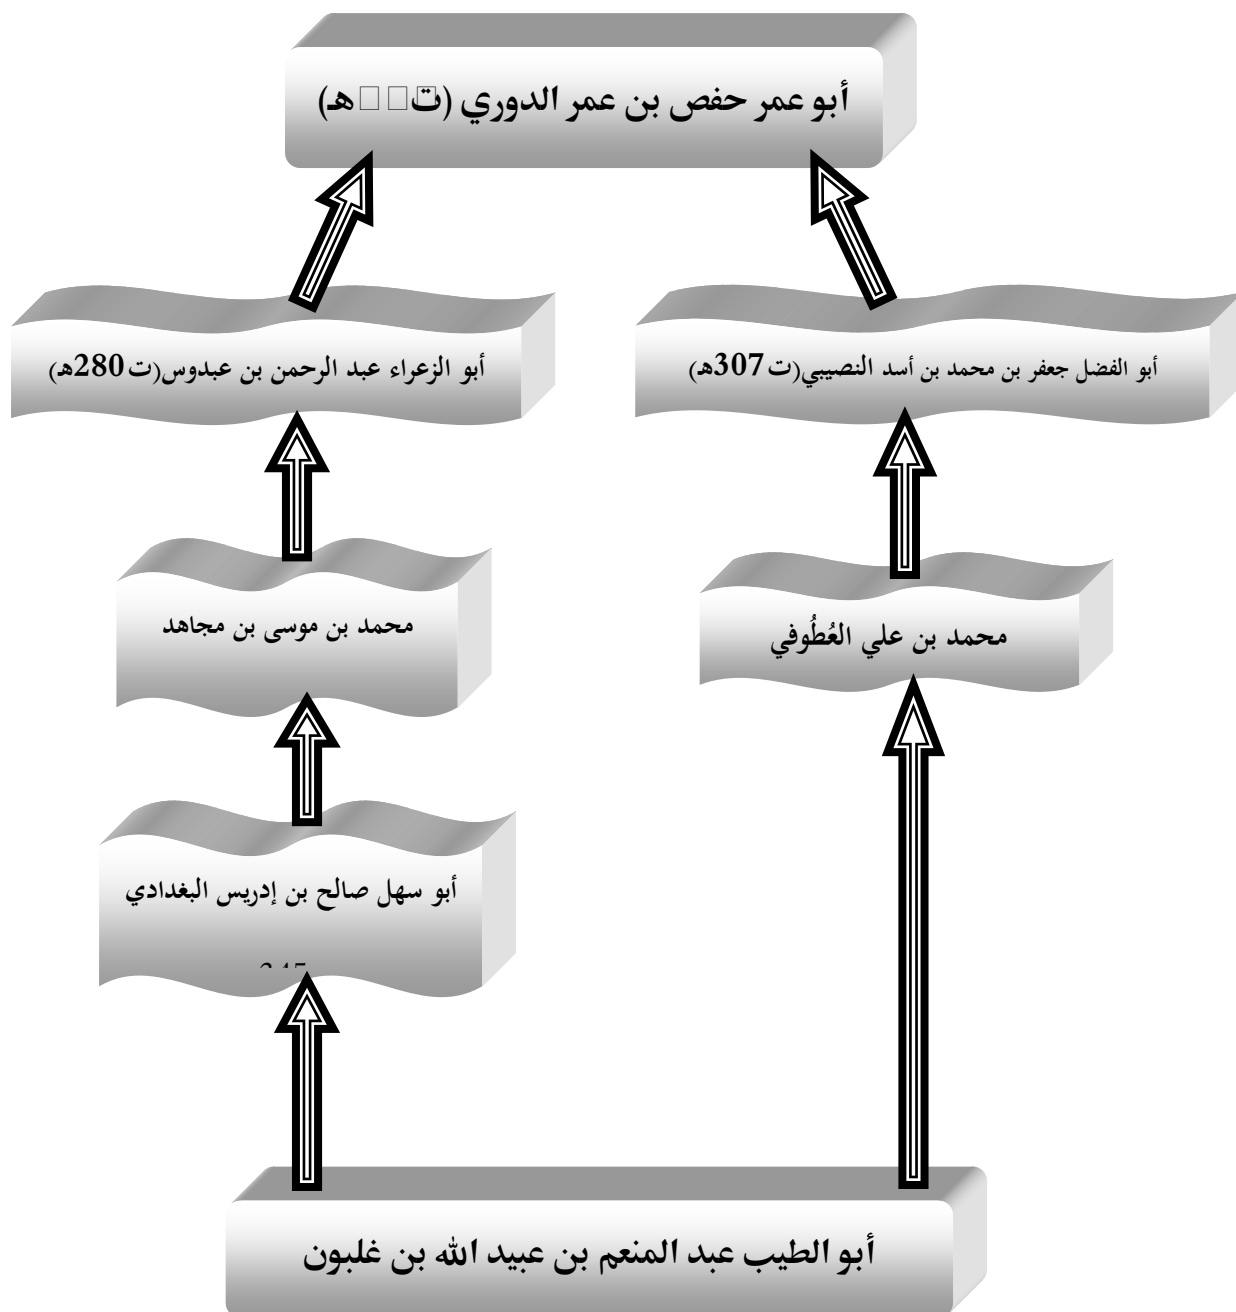 أبو عمر حفص بن عمر الدوري (ت□□هـ)
أبو الفضل جعفر بن محمد بن أسد النصيبي(ت 307هـ)
أبو الزعراء عبد الرحمن بن عبدوس(ت 280هـ)
محمد بن علي العُطُوفي
محمد بن موسى بن مجاهد
أبو سهل صالح بن إدريس البغدادي
أبو الطيب عبد المنعم بن عبيد الله بن غلبون